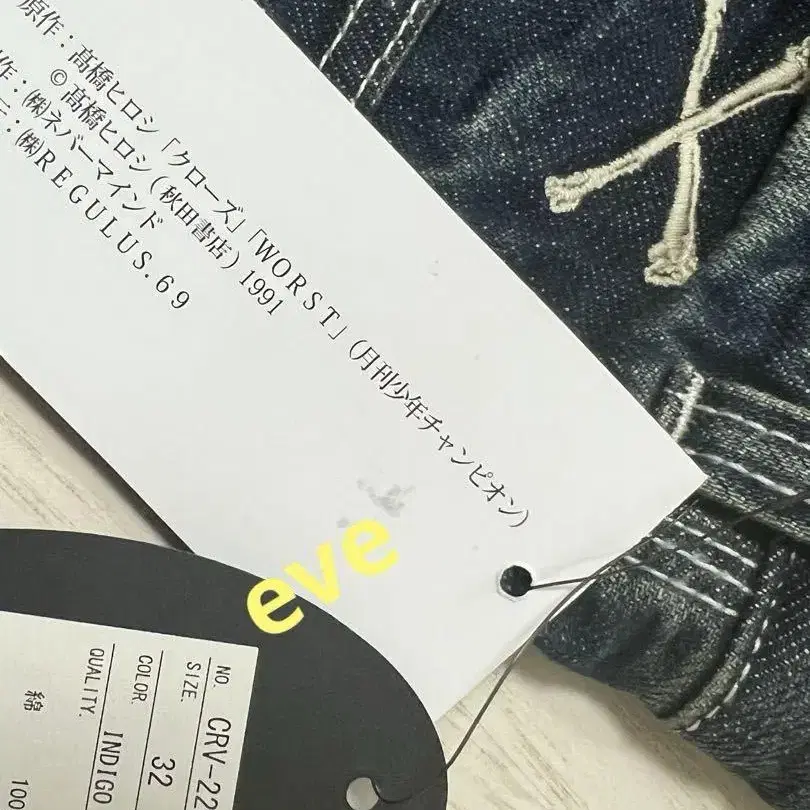 原作：髙橋ヒロシ「クローズ」「WORST」（月刊少年チャンピオン）
© 髙橋ヒロシ（秋田書店）1991
作：㈱ネバーマインド
：㈱REGULUS.69
eve
NO. CRV-22
SIZE. 32
COLOR INDIGO
QUALITY.
綿 100